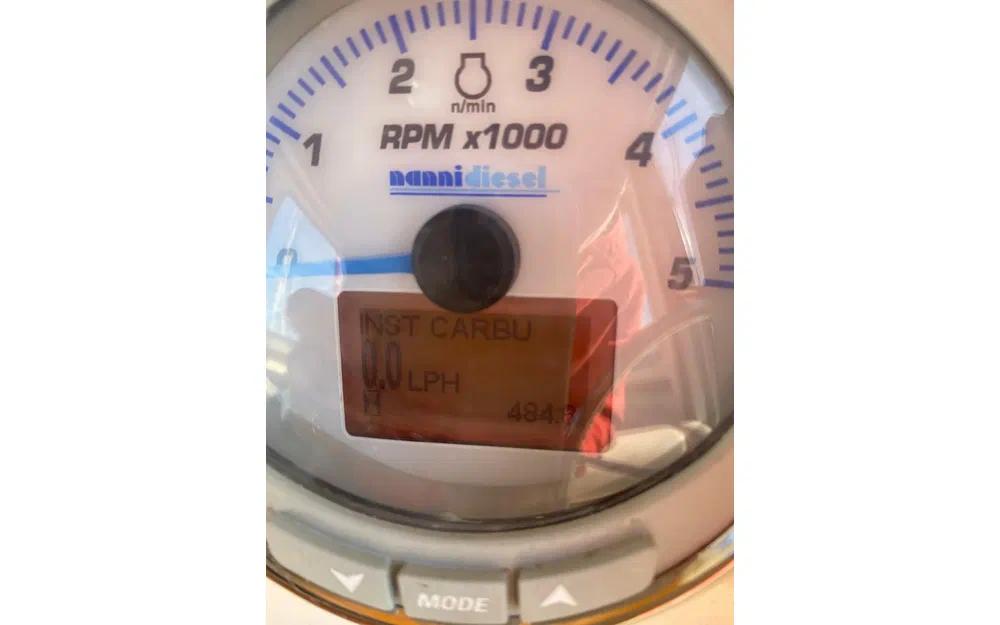 2 3
n/min
1 RPM x1000 4
nannidiesel
0 5
INST CARBU
0.0 LPH
H
MODE